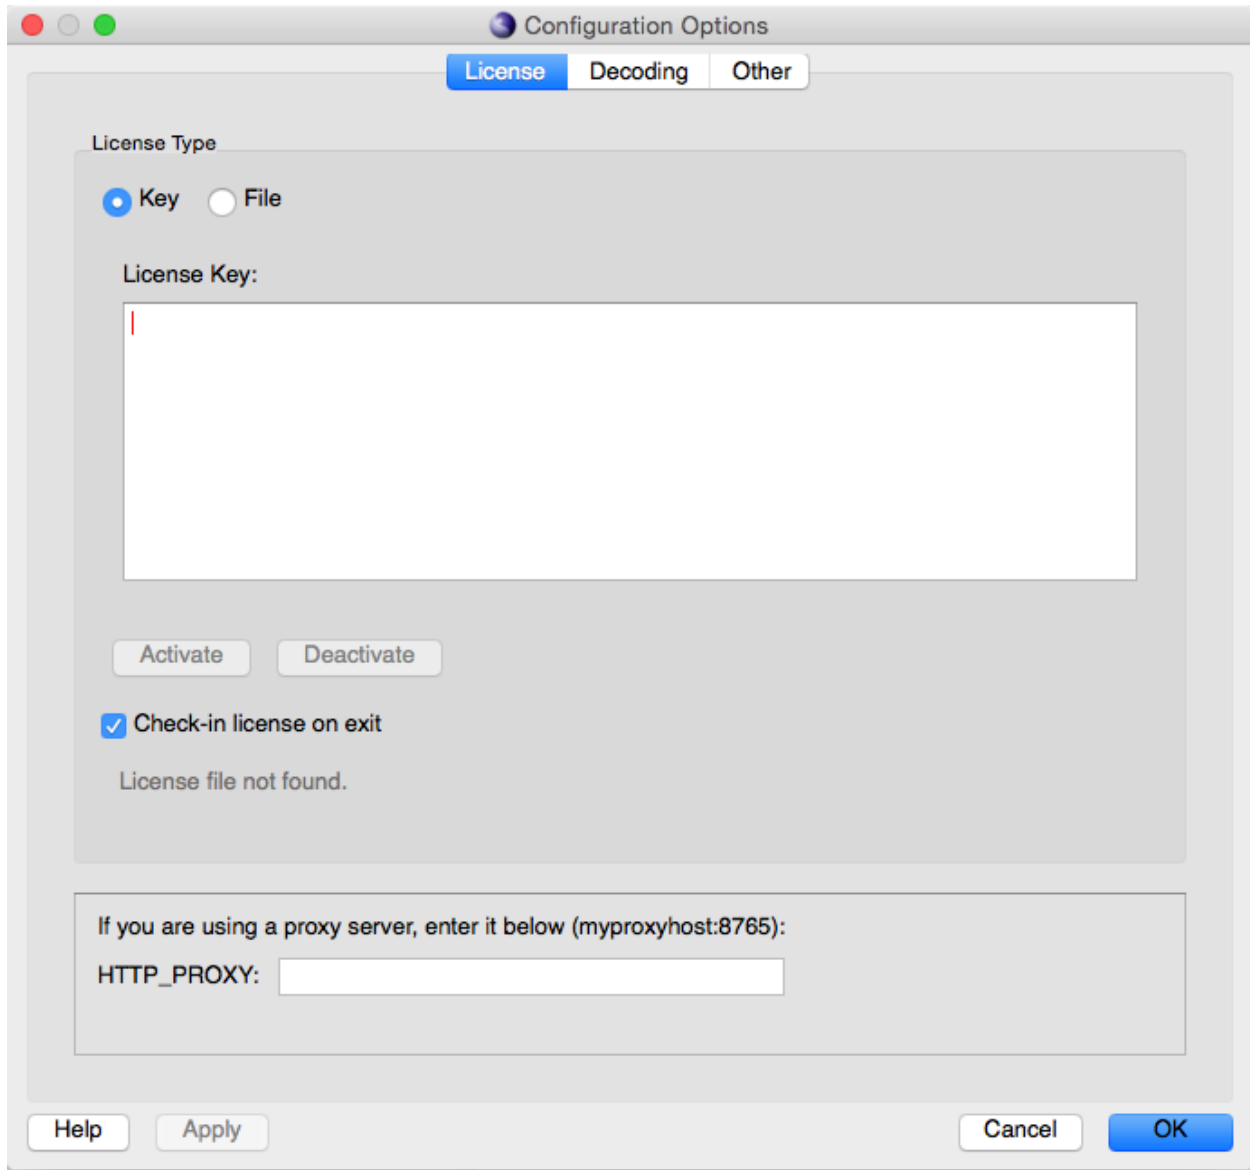 Configuration Options
License Decoding Other
License Type
Key File
License Key:
Activate Deactivate
Check-in license on exit
License file not found.
If you are using a proxy server, enter it below (myproxyhost:8765):
HTTP_PROXY:
Help Apply Cancel OK